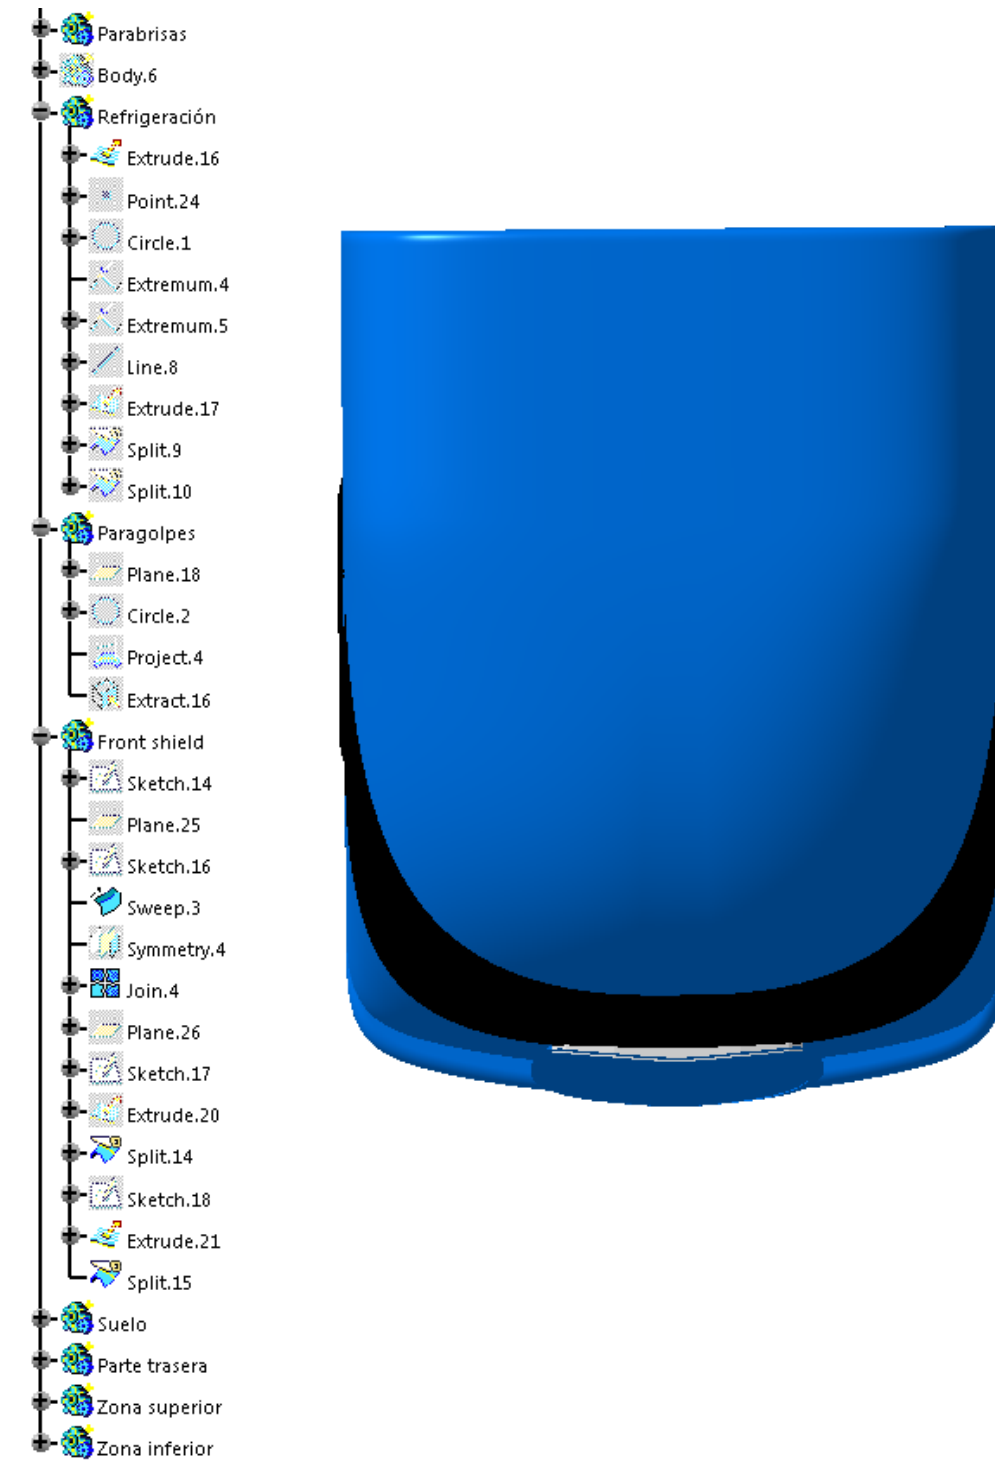 Parabrisas
Body.6
Refrigeración
Extrude.16
Point.24
Circle.1
Extremum.4
Extremum.5
Line.8
Extrude.17
Split.9
Split.10
Paragolpes
Plane.18
Circle.2
Project.4
Extract.16
Front shield
Sketch.14
Plane.25
Sketch.16
Sweep.3
Symmetry.4
Join.4
Plane.26
Sketch.17
Extrude.20
Split.14
Sketch.18
Extrude.21
Split.15
Suelo
Parte trasera
Zona superior
Zona inferior